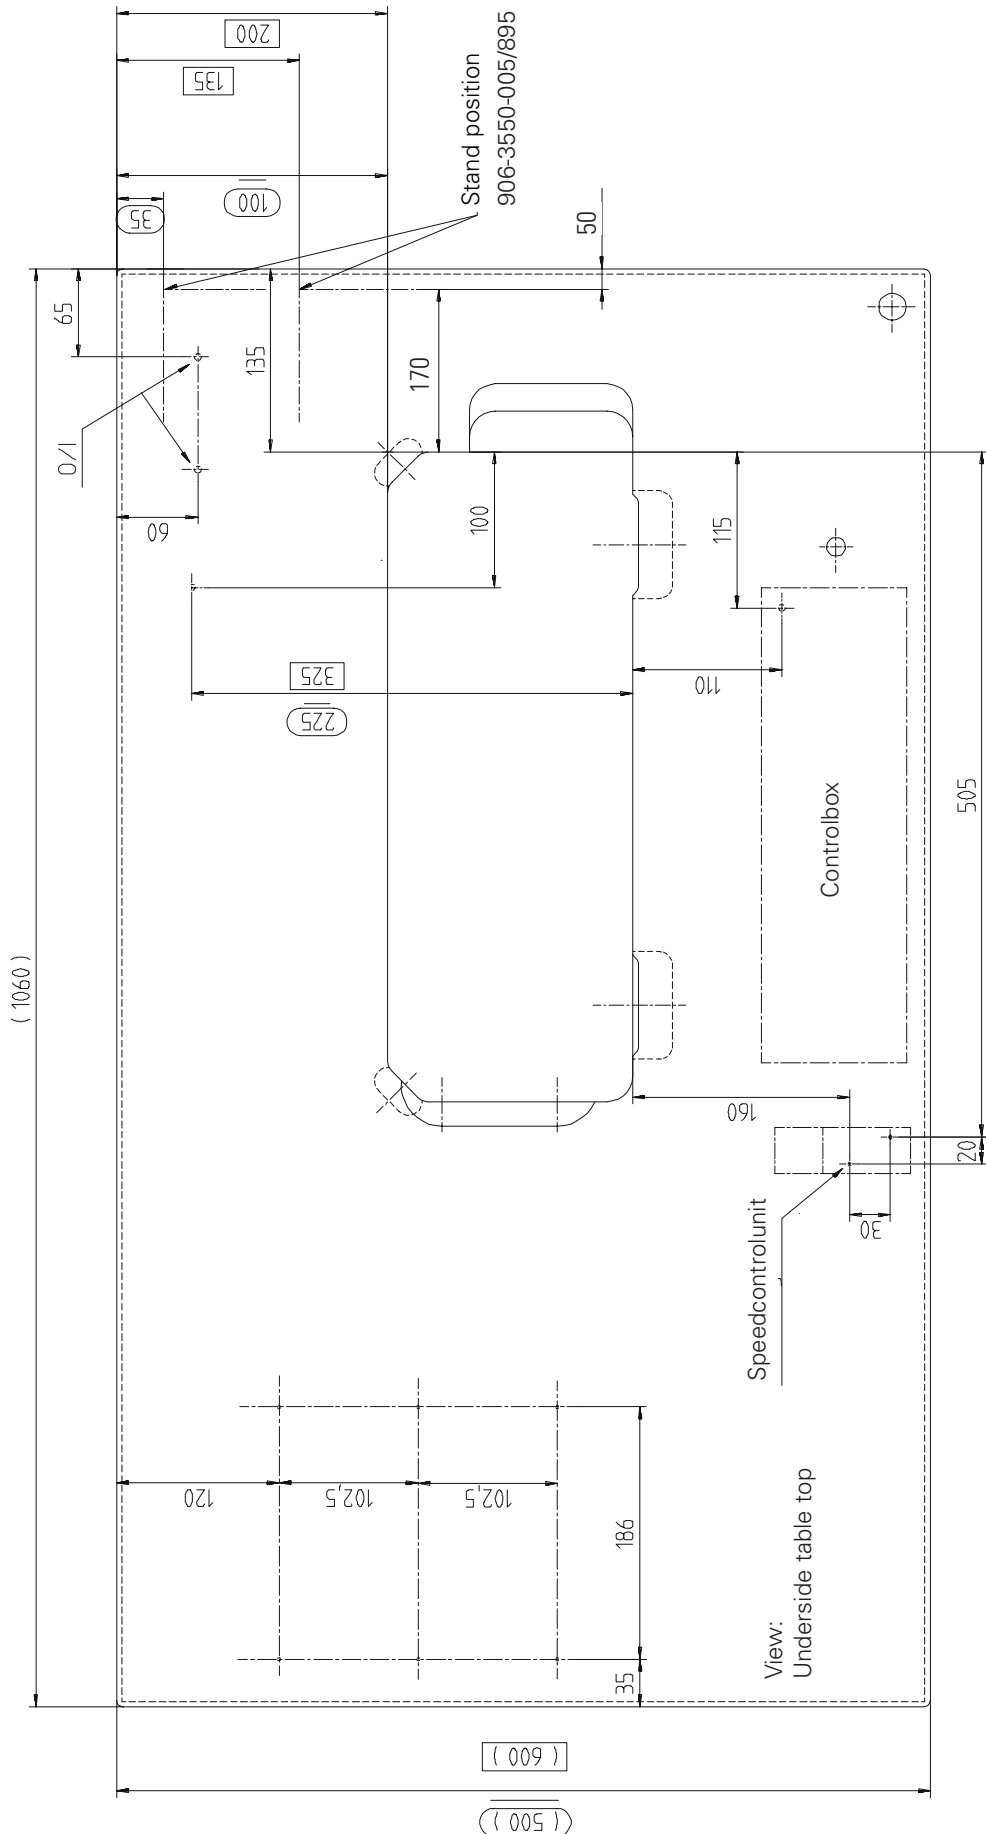 200
135
100
35
Stand position
906-3550-005/895
50
65
135
170
O/I
60
100
115
325
225
110
505
Controlbox
( 1060 )
160
20
30
Speedcontrolunit
120
102,5
102,5
186
35
View:
Underside table top
( 600 )
( 500 )